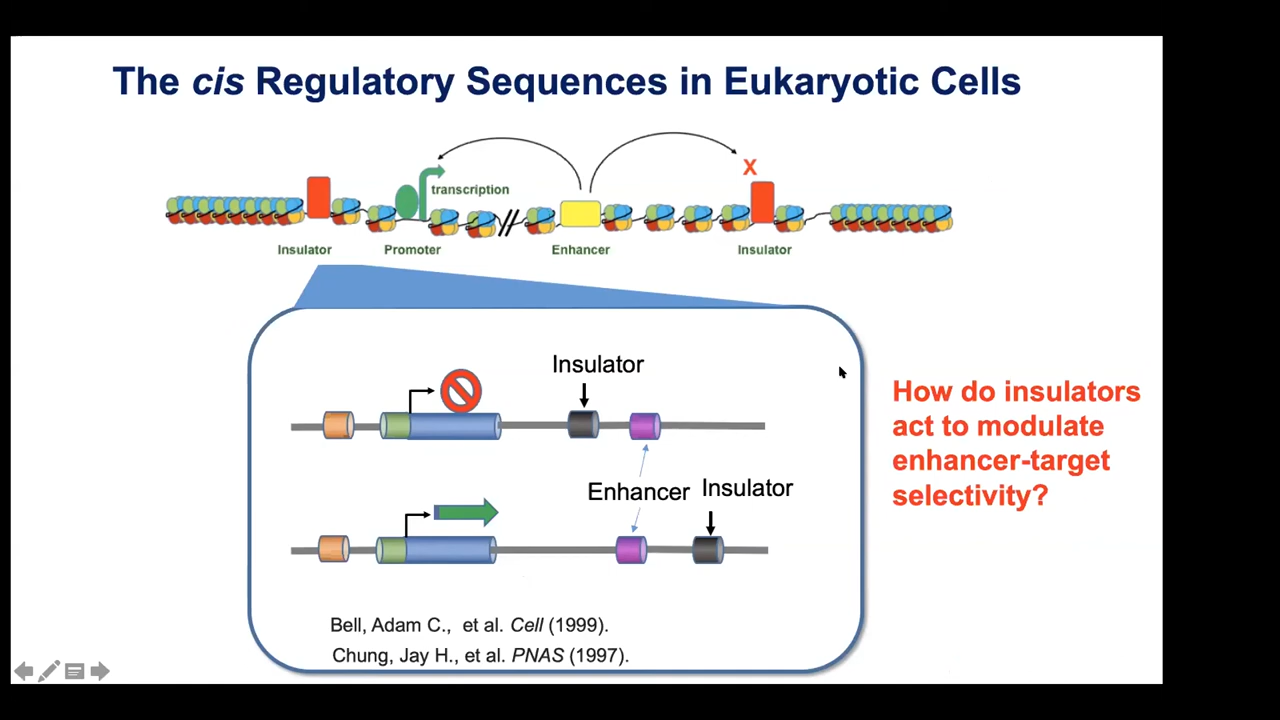 The cis Regulatory Sequences in Eukaryotic Cells
X
transcription
Insulator
Promoter
Enhancer
Insulator
Insulator
Enhancer
Insulator
How do insulators
act to modulate
enhancer-target
selectivity?
Bell, Adam C., et al. Cell (1999).
Chung, Jay H., et al. PNAS (1997).